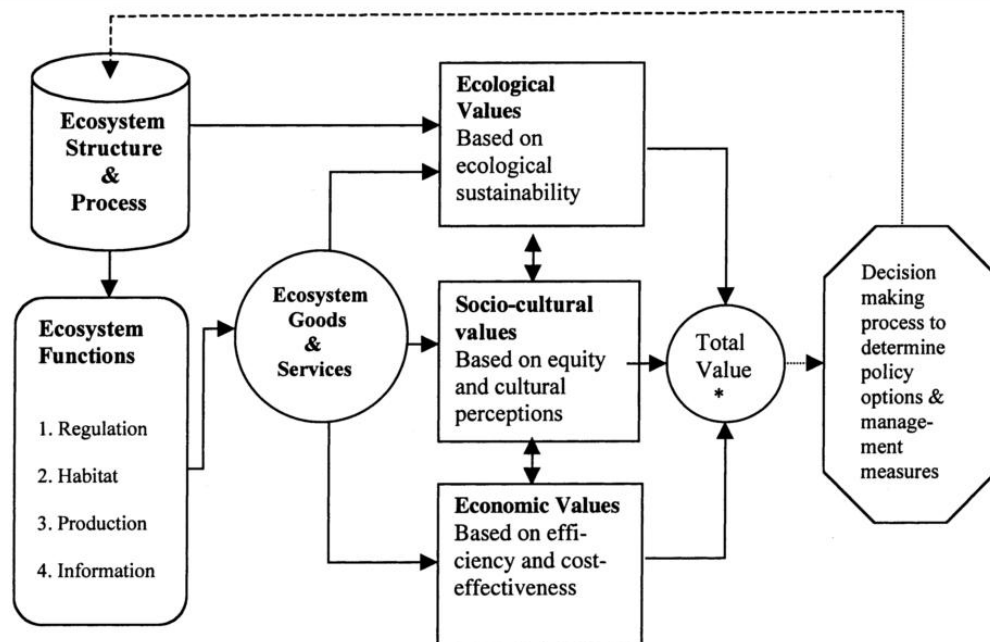 Ecosystem
Structure
&
Process
Ecosystem
Functions
1. Regulation
2. Habitat
3. Production
4. Information
Ecosystem
Goods
&
Services
Ecological
Values
Based on
ecological
sustainability
Socio-cultural
values
Based on equity
and cultural
perceptions
Economic Values
Based on effi-
ciency and cost-
effectiveness
Total
Value
*
Decision
making
process to
determine
policy
options &
manage-
ment
measures